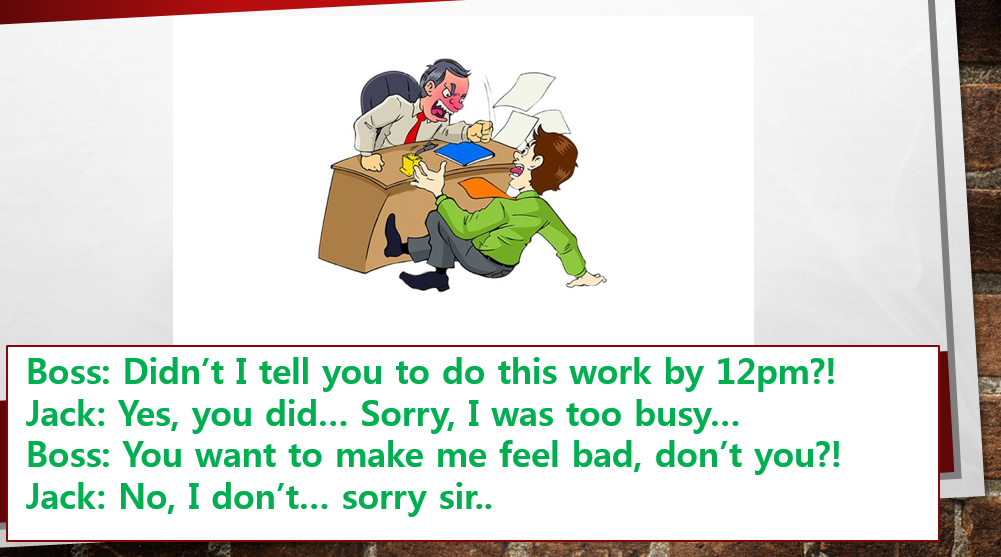 Boss: Didn’t I tell you to do this work by 12pm?!
Jack: Yes, you did… Sorry, I was too busy…
Boss: You want to make me feel bad, don’t you?!
Jack: No, I don’t… sorry sir..